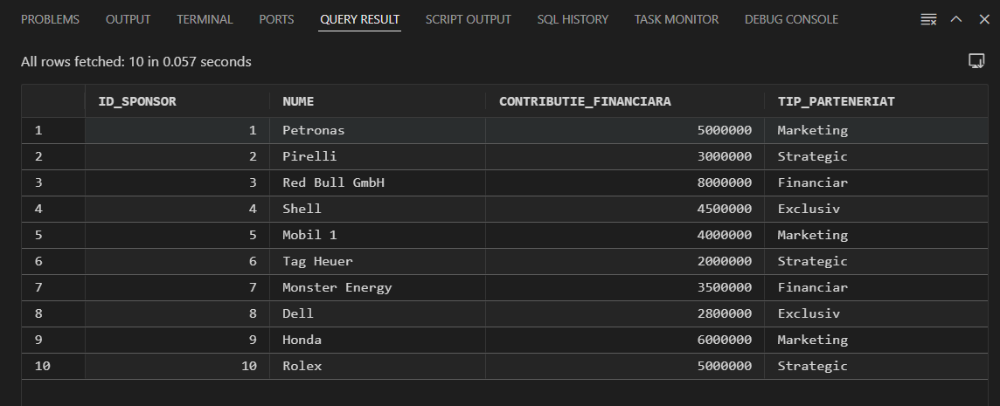 PROBLEMS OUTPUT TERMINAL PORTS QUERY RESULT SCRIPT OUTPUT SQL HISTORY TASK MONITOR DEBUG CONSOLE
All rows fetched: 10 in 0.057 seconds
ID_SPONSOR NUME CONTRIBUTIE_FINANCIARA TIP_PARTENERIAT
1 1 Petronas 5000000 Marketing
2 2 Pirelli 3000000 Strategic
3 3 Red Bull GmbH 8000000 Financiar
4 4 Shell 4500000 Exclusiv
5 5 Mobil 1 4000000 Marketing
6 6 Tag Heuer 2000000 Strategic
7 7 Monster Energy 3500000 Financiar
8 8 Dell 2800000 Exclusiv
9 9 Honda 6000000 Marketing
10 10 Rolex 5000000 Strategic